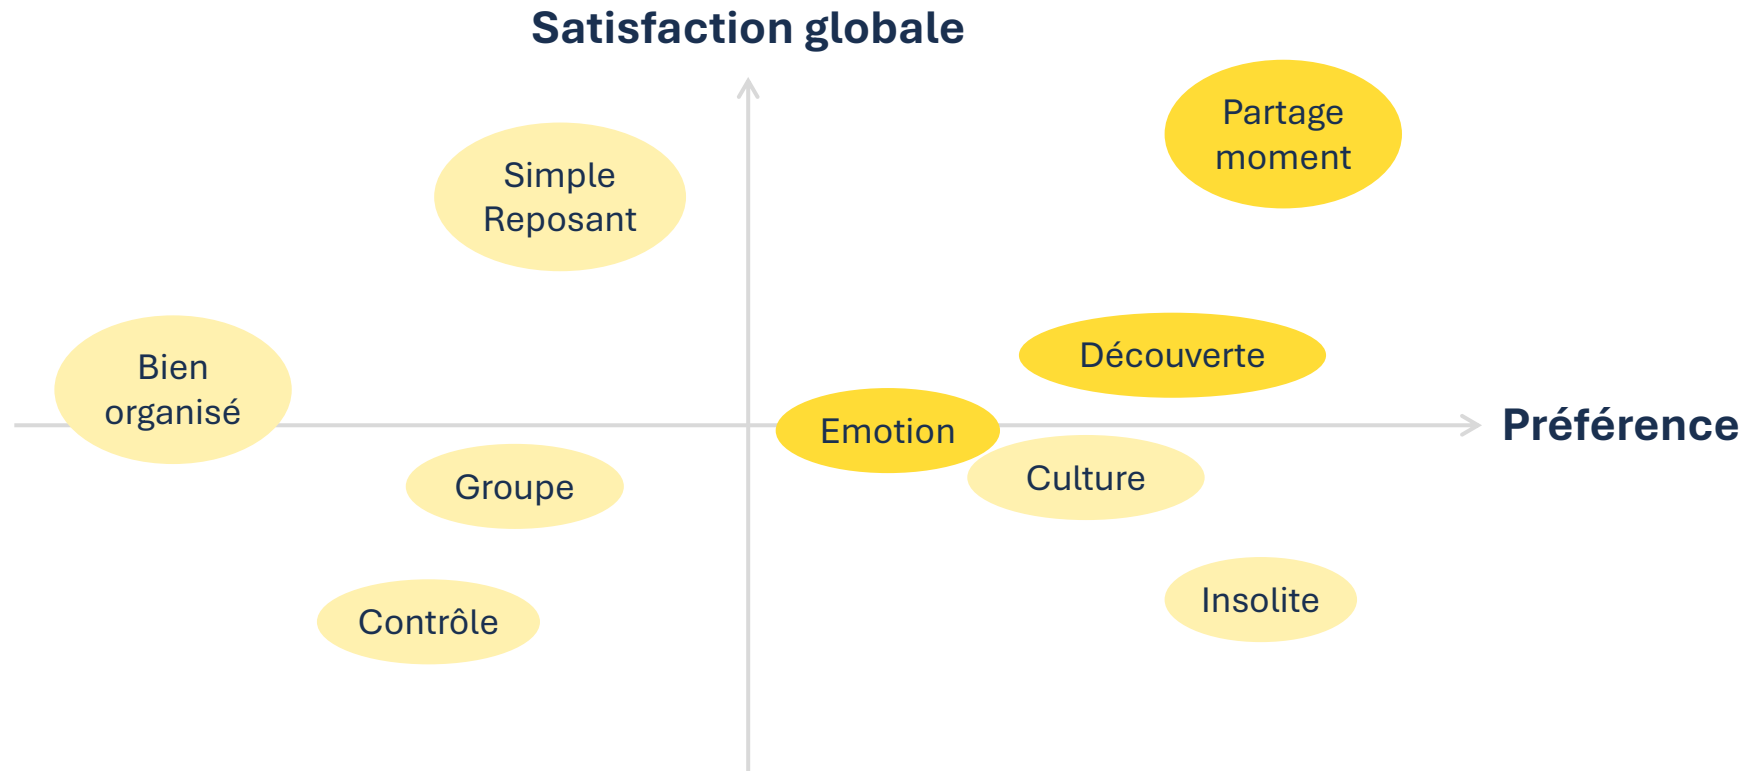 Satisfaction globale
Partage
moment
Simple
Reposant
Découverte
Bien
organisé
Emotion
Préférence
Culture
Groupe
Insolite
Contrôle